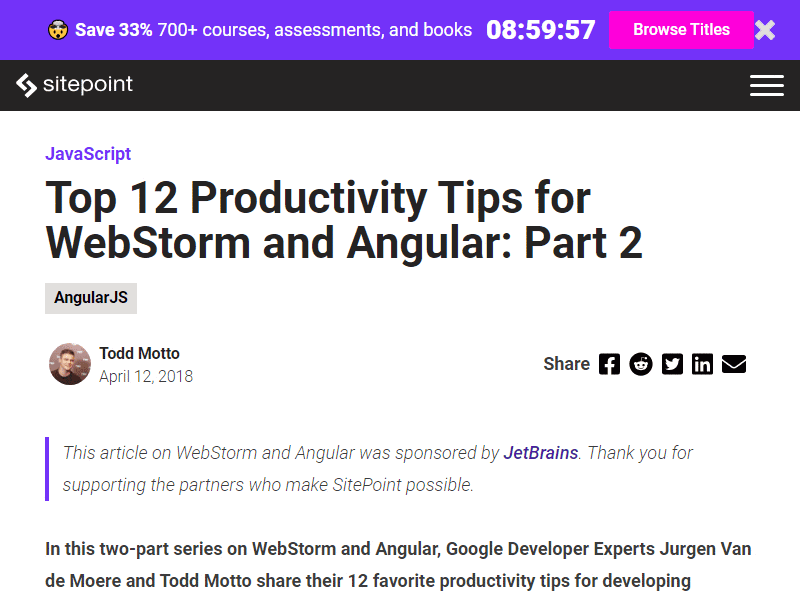 Save 33% 700+ courses, assessments, and books 08:59:57 Browse Titles
sitepoint
JavaScript
Top 12 Productivity Tips for
WebStorm and Angular: Part 2
AngularJS
Todd Motto
April 12, 2018
Share
This article on WebStorm and Angular was sponsored by JetBrains. Thank you for
supporting the partners who make SitePoint possible.
In this two-part series on WebStorm and Angular, Google Developer Experts Jurgen Van
de Moere and Todd Motto share their 12 favorite productivity tips for developing